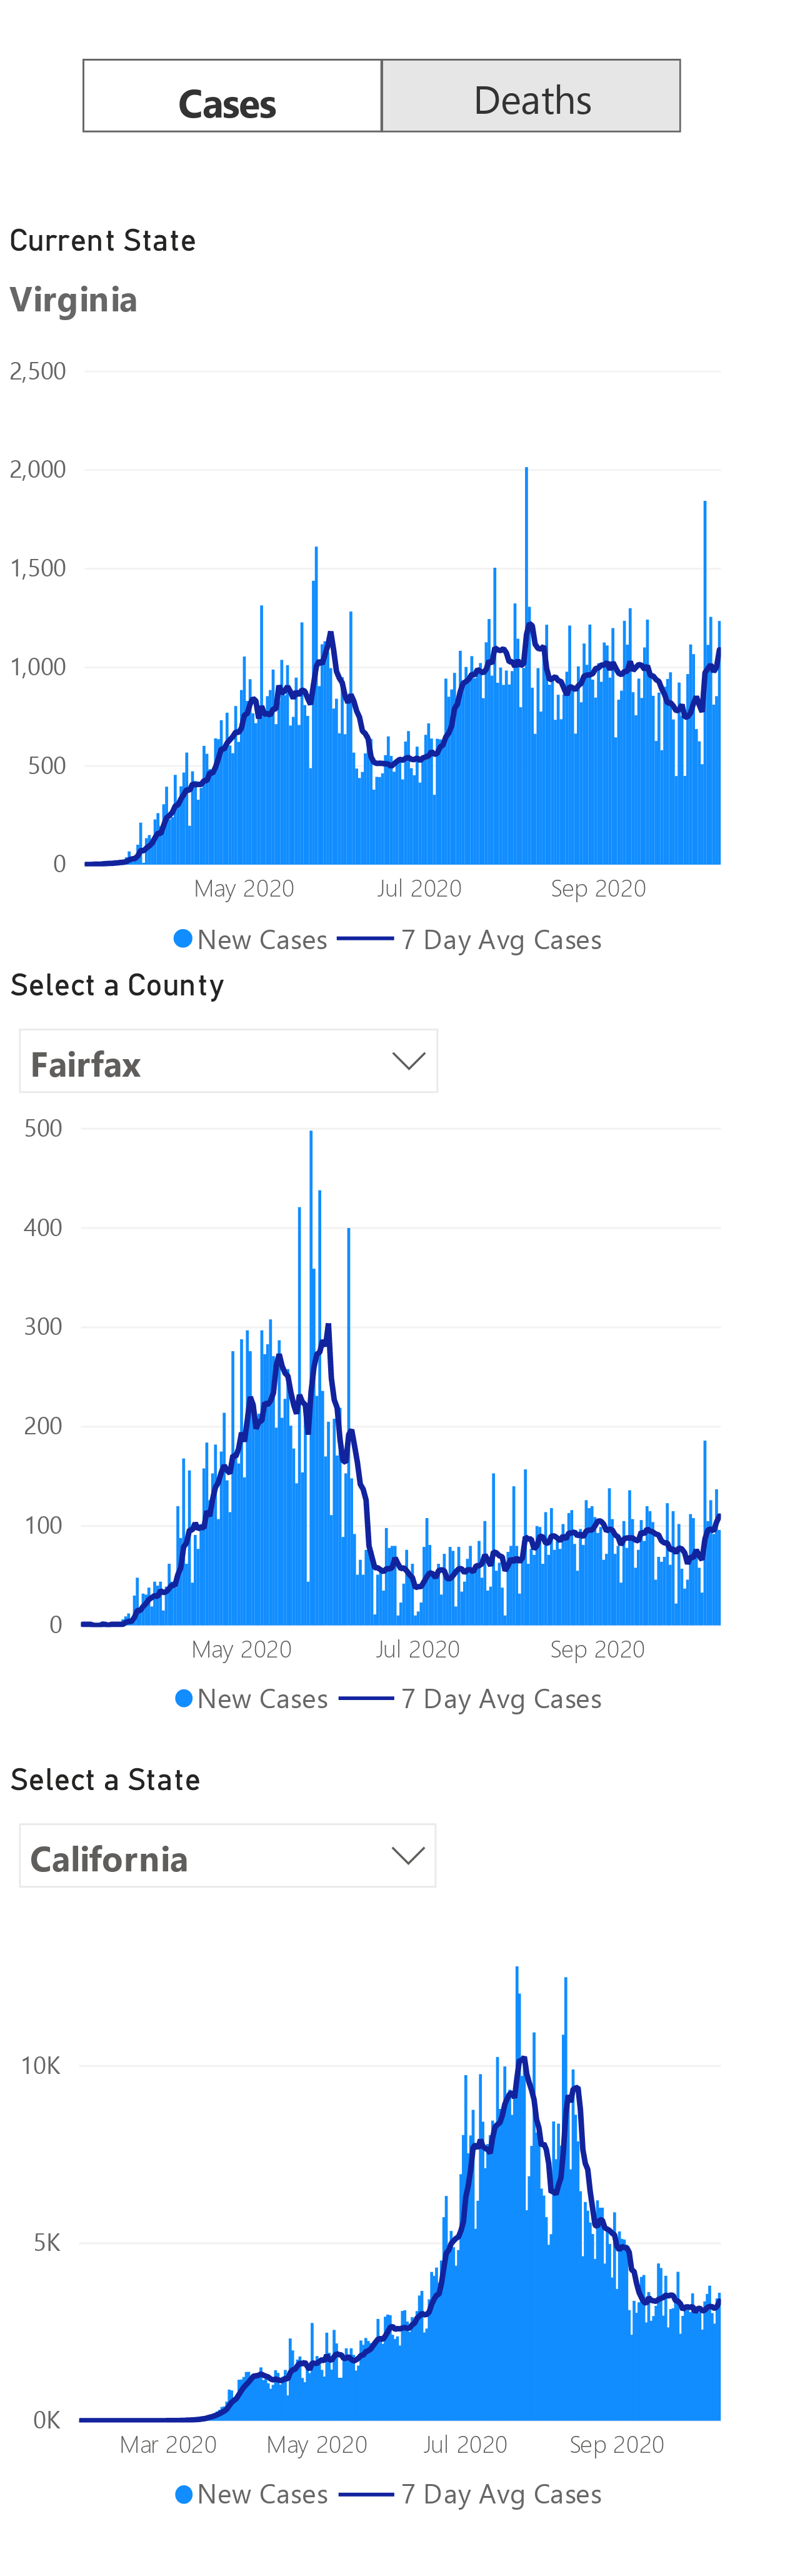 Cases Deaths
Current State
Virginia
2,500
2,000
1,500
1,000
500
0
May 2020 Jul 2020 Sep 2020
New Cases 7 Day Avg Cases
Select a County
Fairfax
500
400
300
200
100
0
May 2020 Jul 2020 Sep 2020
New Cases 7 Day Avg Cases
Select a State
California
10K
5K
0K
Mar 2020 May 2020 Jul 2020 Sep 2020
New Cases 7 Day Avg Cases